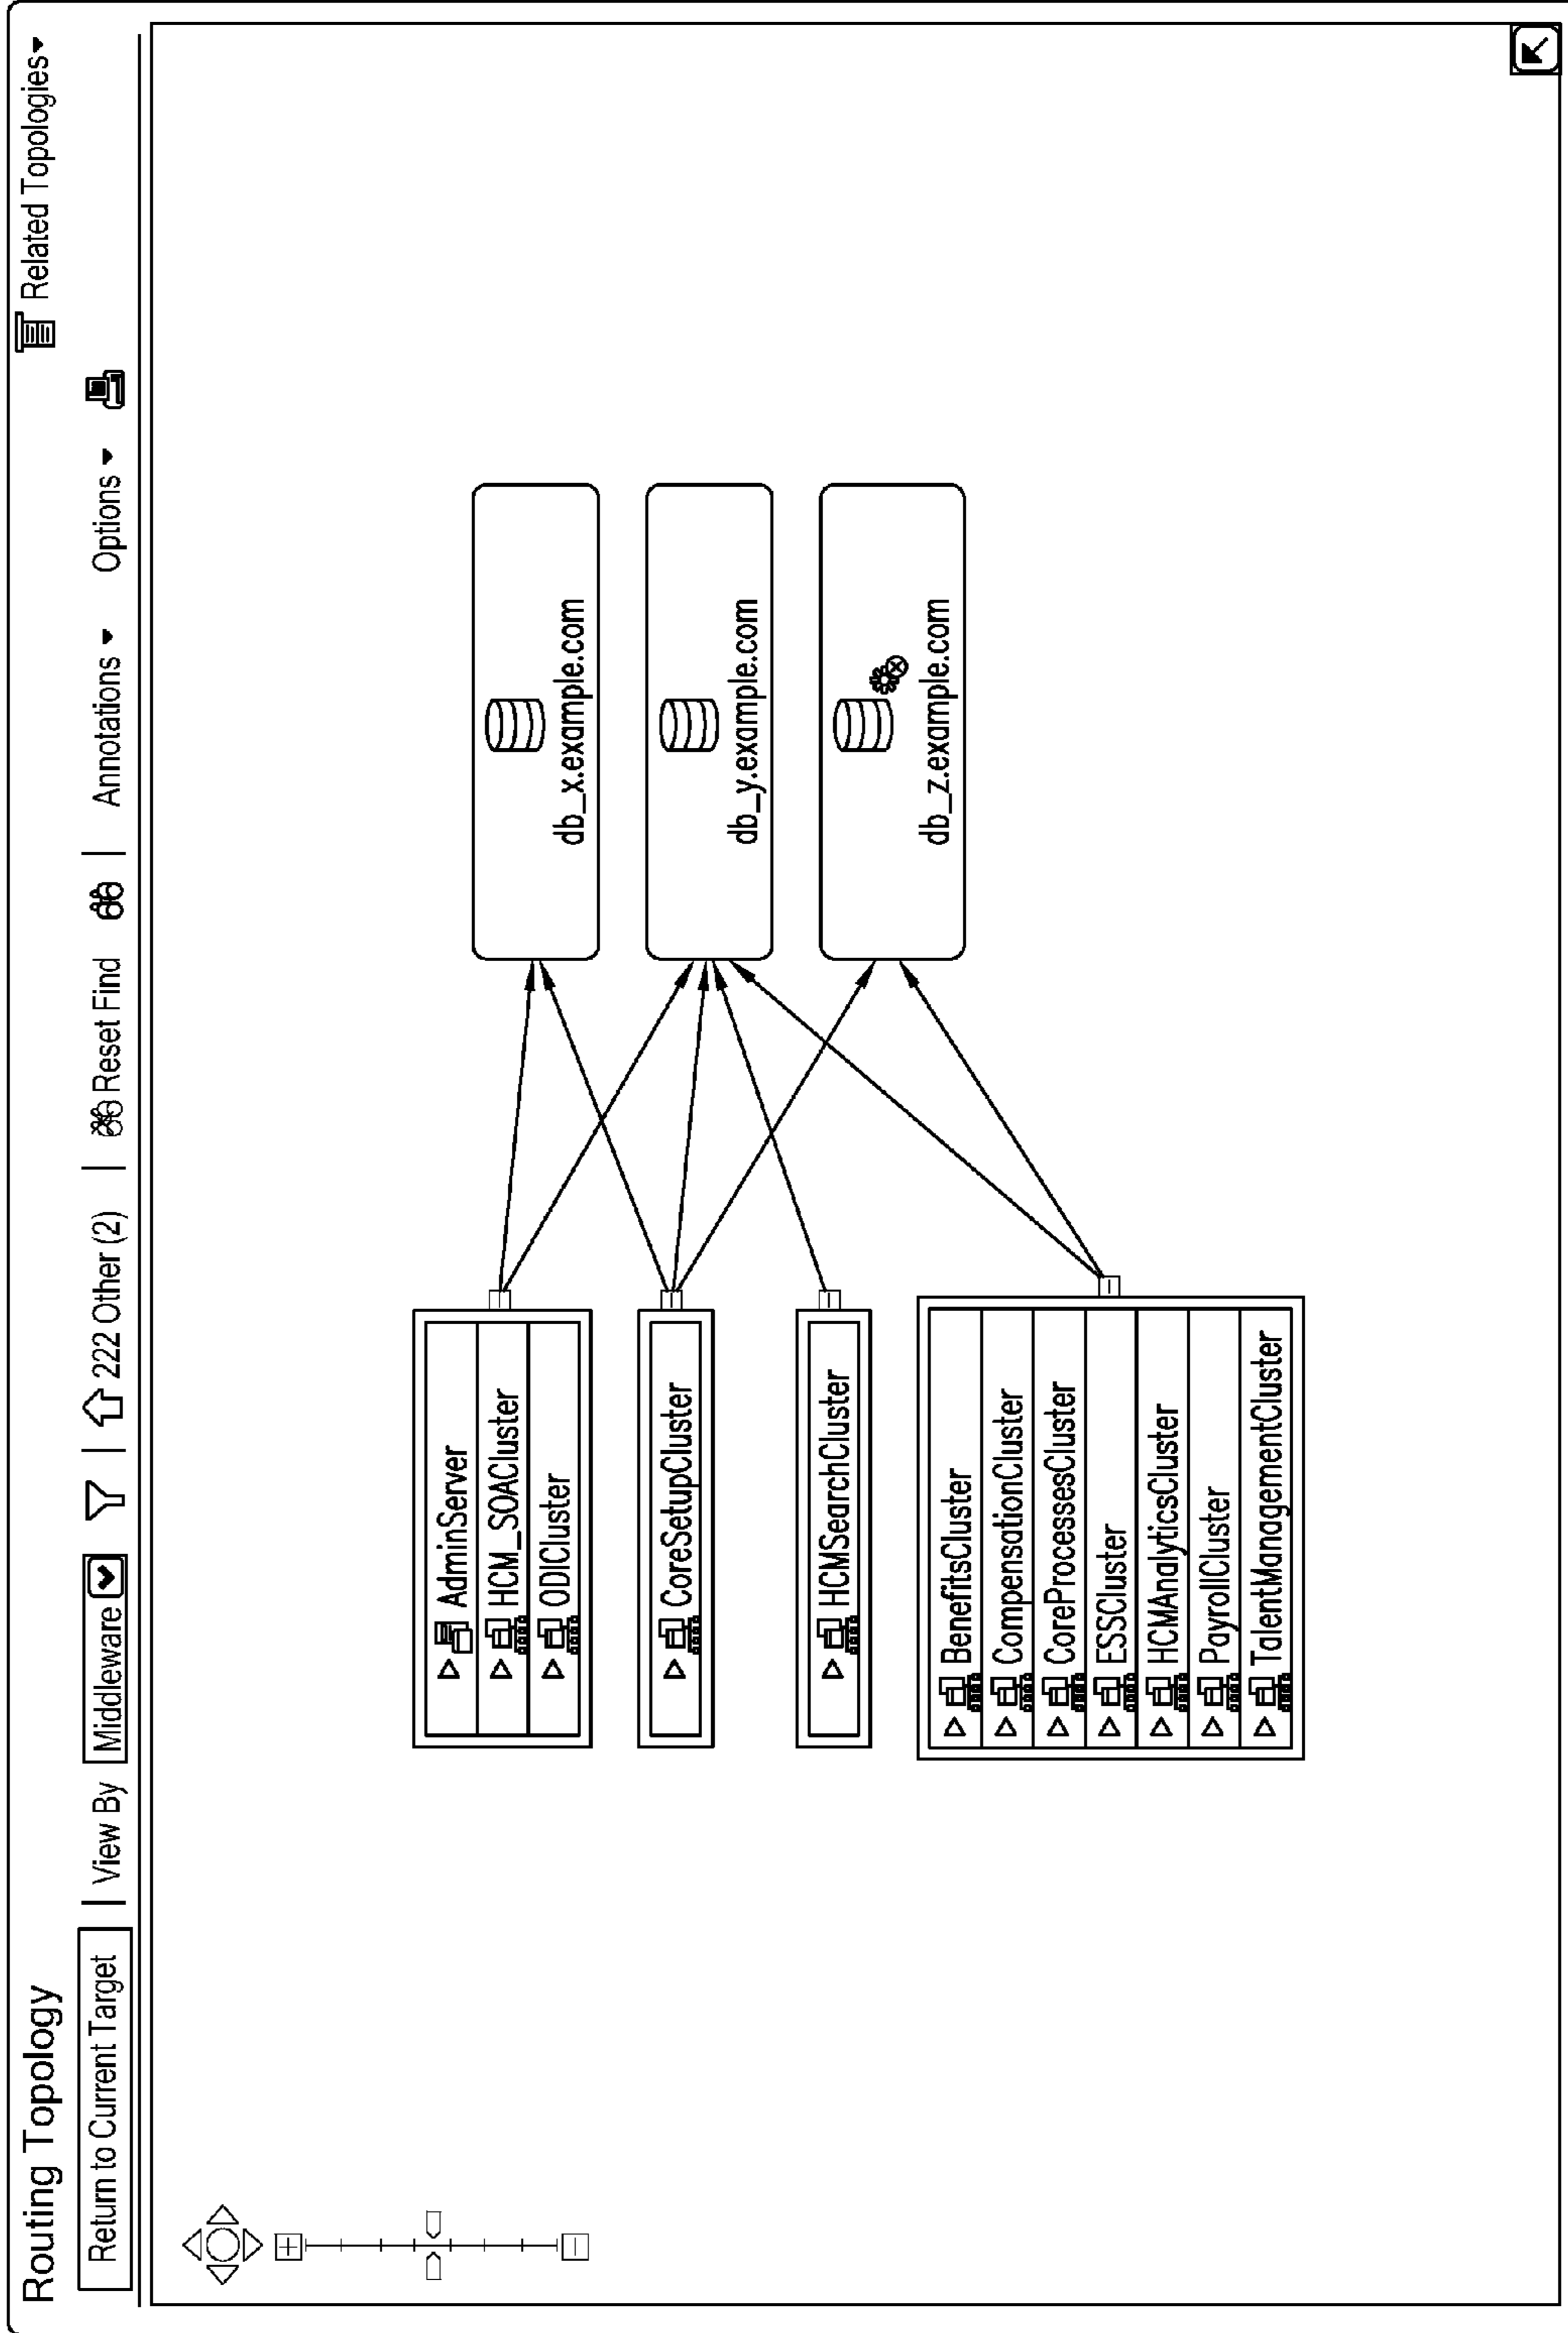 Routing Topology
Related Topologies
Return to Current Target | View By Middleware | 222 Other (2) | Reset Find | Annotations Options
AdminServer
HCM_SOACluster
ODICluster
CoreSetupCluster
HCMSearchCluster
BenefitsCluster
CompensationCluster
CoreProcessesCluster
ESSCluster
HCMAnalyticsCluster
PayrollCluster
TalentManagementCluster
db_x.example.com
db_y.example.com
db_z.example.com